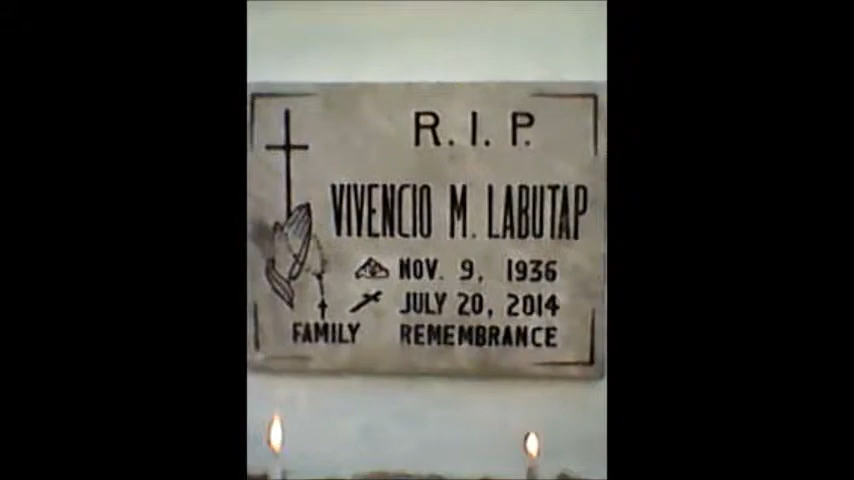 R. I. P.
VIVENCIO M. LABUTAP
NOV. 9, 1936
JULY 20, 2014
FAMILY REMEMBRANCE